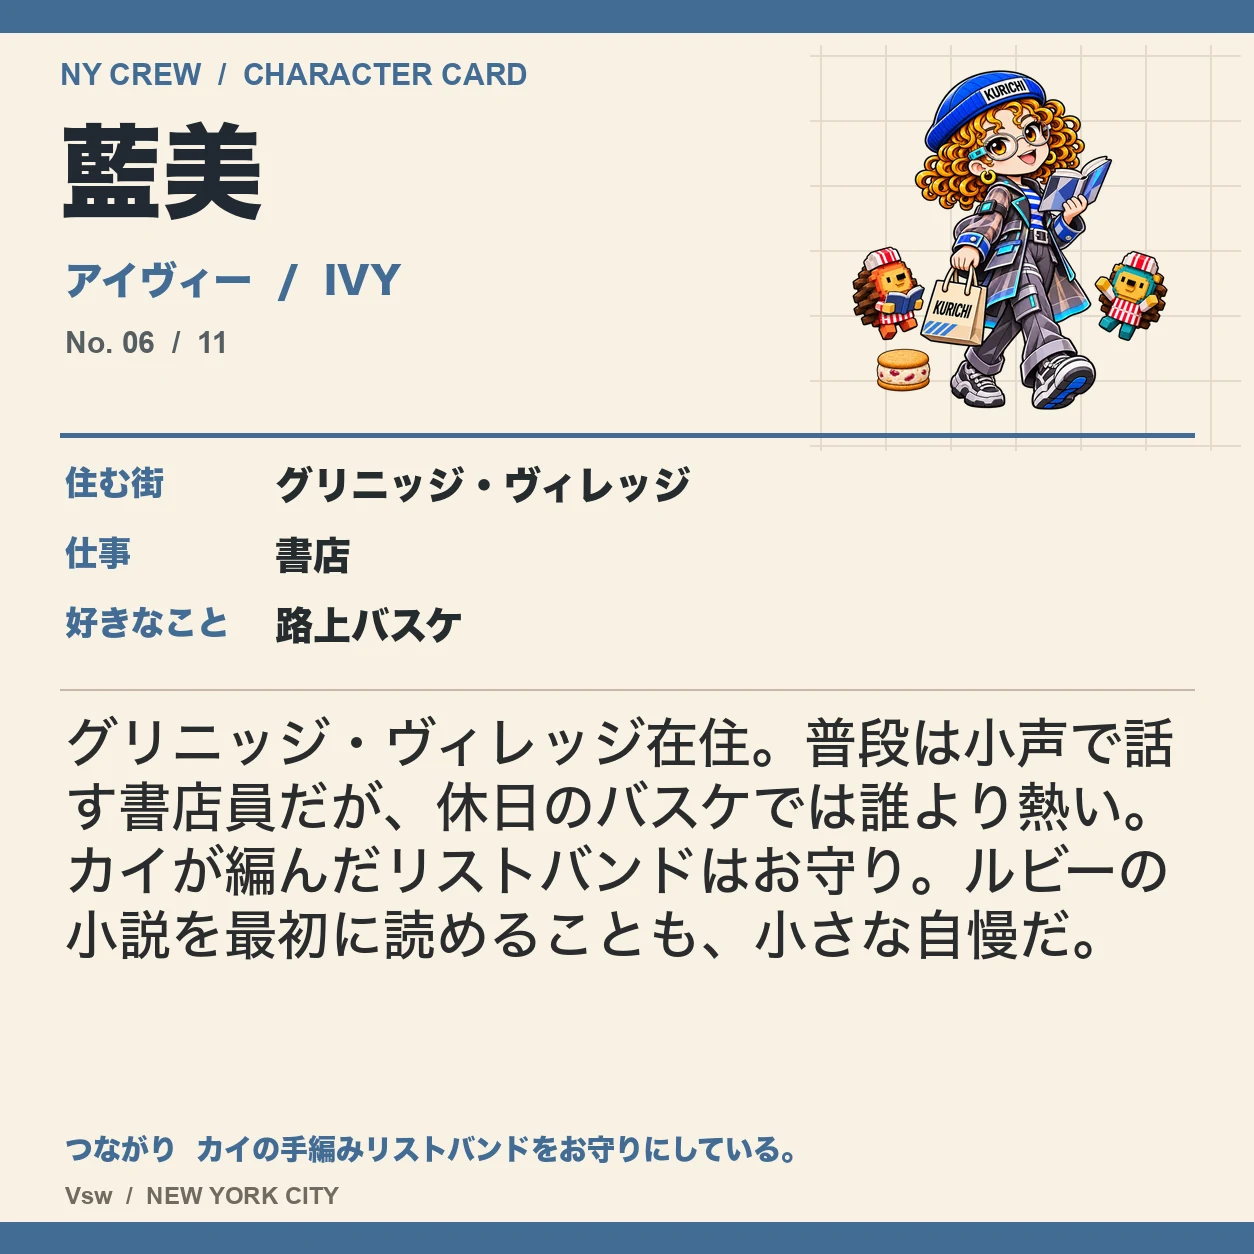 NY CREW / CHARACTER CARD
藍美
アイヴィー / IVY
No. 06 / 11
KURICHI
KURICHI
住む街 グリニッジ・ヴィレッジ
仕事 書店
好きなこと 路上バスケ
グリニッジ・ヴィレッジ在住。普段は小声で話
す書店員だが、休日のバスケでは誰より熱い。
カイが編んだリストバンドはお守り。ルビーの
小説を最初に読めることも、小さな自慢だ。
つながり カイの手編みリストバンドをお守りにしている。
Vsw / NEW YORK CITY